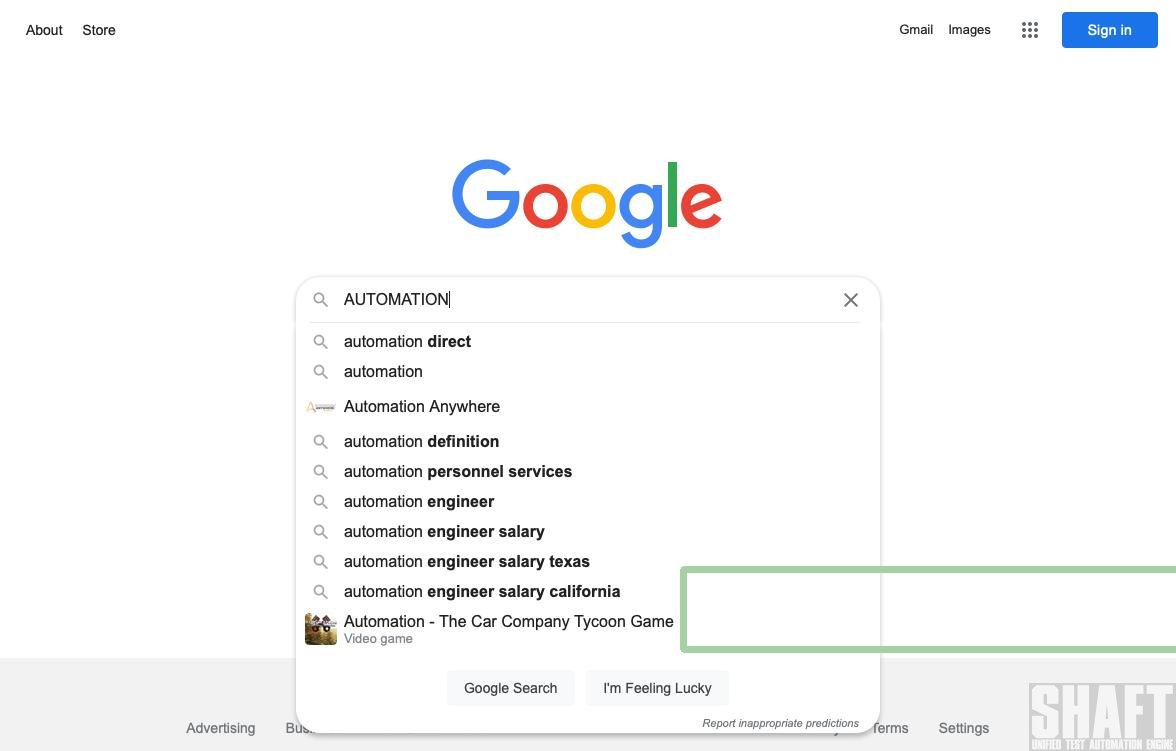 About Store Gmail Images Sign in
Google
AUTOMATION
automation direct
automation
Automation Anywhere
automation definition
automation personnel services
automation engineer
automation engineer salary
automation engineer salary texas
automation engineer salary california
Automation - The Car Company Tycoon Game
Video game
Google Search I'm Feeling Lucky
Report inappropriate predictions
Advertising Terms Settings
SHAFT
UNIFIED TEST AUTOMATION ENGINE